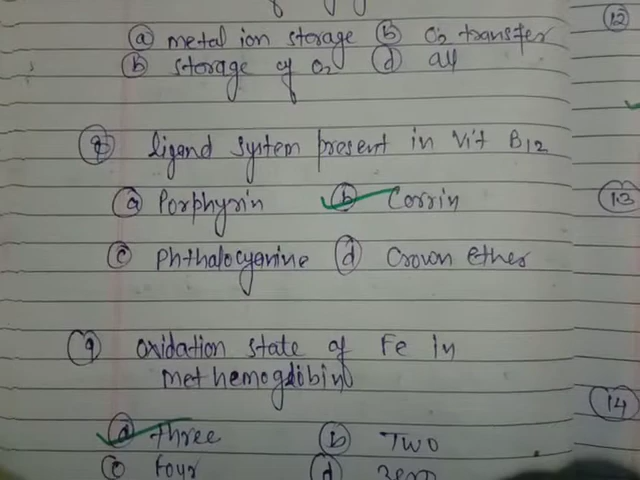 (a) metal ion storage (b) O2 transfer
(b) storage of O2 (d) all
(8) ligand system present in Vit B12
(a) Porphyrin (b) Corrin
(c) Phthalocyanine (d) Crown ether
(9) oxidation state of Fe in
methemoglobin
(a) three (b) TWO
(c) Four (d) zero
(12)
(13)
(14)